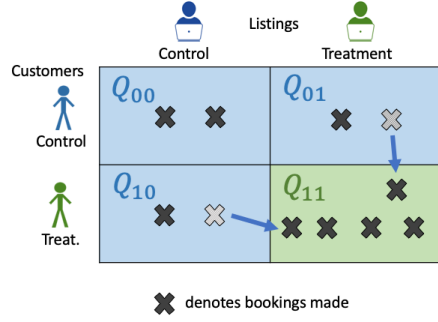 Listings
Control Treatment
Customers
Q00 Q01
Control
Q10 Q11
Treat.
denotes bookings made